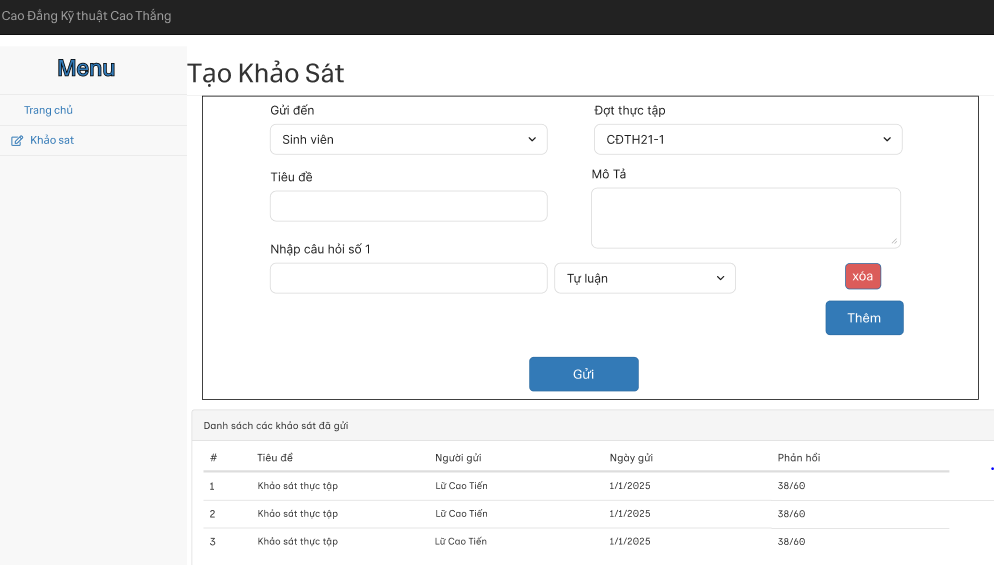 Cao Đẳng Kỹ thuật Cao Thắng
Menu
Trang chủ
Khảo sat
Tạo Khảo Sát
Gửi đến
Đợt thực tập
Sinh viên
CĐTH21-1
Tiêu đề
Mô Tả
Nhập câu hỏi số 1
Tự luận
xóa
Thêm
Gửi
Danh sách các khảo sát đã gửi
# Tiêu để Người gửi Ngày gửi Phản hồi
1 Khảo sát thực tập Lữ Cao Tiến 1/1/2025 38/60
2 Khảo sát thực tập Lữ Cao Tiến 1/1/2025 38/60
3 Khảo sát thực tập Lữ Cao Tiến 1/1/2025 38/60